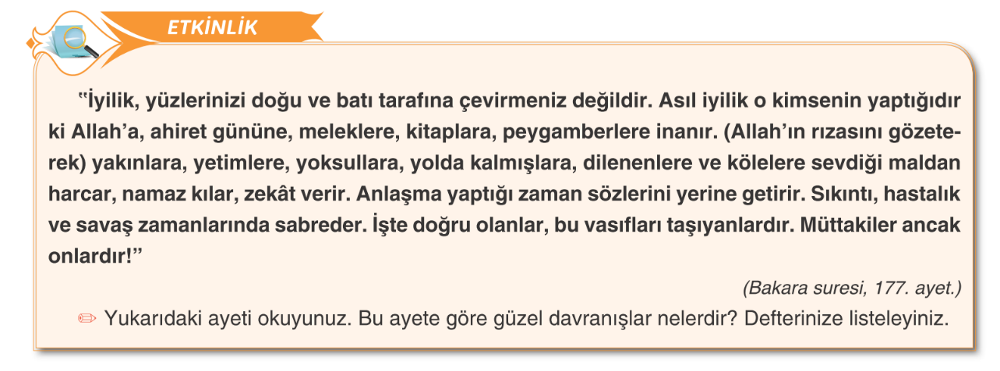 ETKİNLİK
“İyilik, yüzlerinizi doğu ve batı tarafına çevirmeniz değildir. Asıl iyilik o kimsenin yaptığıdır
ki Allah’a, ahiret gününe, meleklere, kitaplara, peygamberlere inanır. (Allah’ın rızasını gözete-
rek) yakınlara, yetimlere, yoksullara, yolda kalmışlara, dilenenlere ve kölelere sevdiği maldan
harcar, namaz kılar, zekât verir. Anlaşma yaptığı zaman sözlerini yerine getirir. Sıkıntı, hastalık
ve savaş zamanlarında sabreder. İşte doğru olanlar, bu vasıfları taşıyanlardır. Müttakiler ancak
onlardır!”
(Bakara suresi, 177. ayet.)
Yukarıdaki ayeti okuyunuz. Bu ayete göre güzel davranışlar nelerdir? Defterinize listeleyiniz.